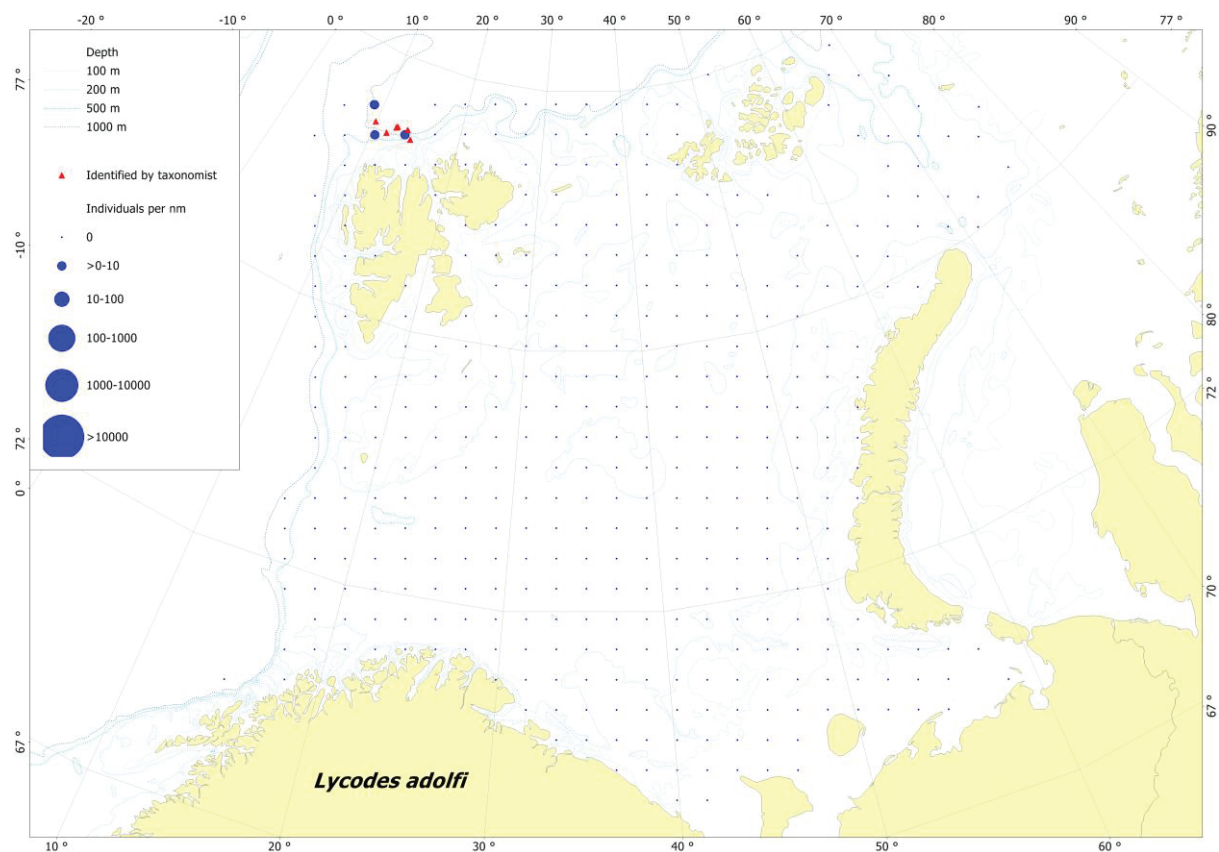 -20 ° -10 ° 0 ° 10 ° 20 ° 30 ° 40 ° 50 ° 60 ° 70 ° 80 ° 90 ° 77 °
Depth
100 m
200 m
500 m
1000 m
Identified by taxonomist
Individuals per nm
0
>0-10
10-100
100-1000
1000-10000
>10000
77 °
-10 °
72 °
0 °
67 °
90 °
80 °
72 °
70 °
67 °
Lycodes adolfi
10 ° 20 ° 30 ° 40 ° 50 ° 60 °